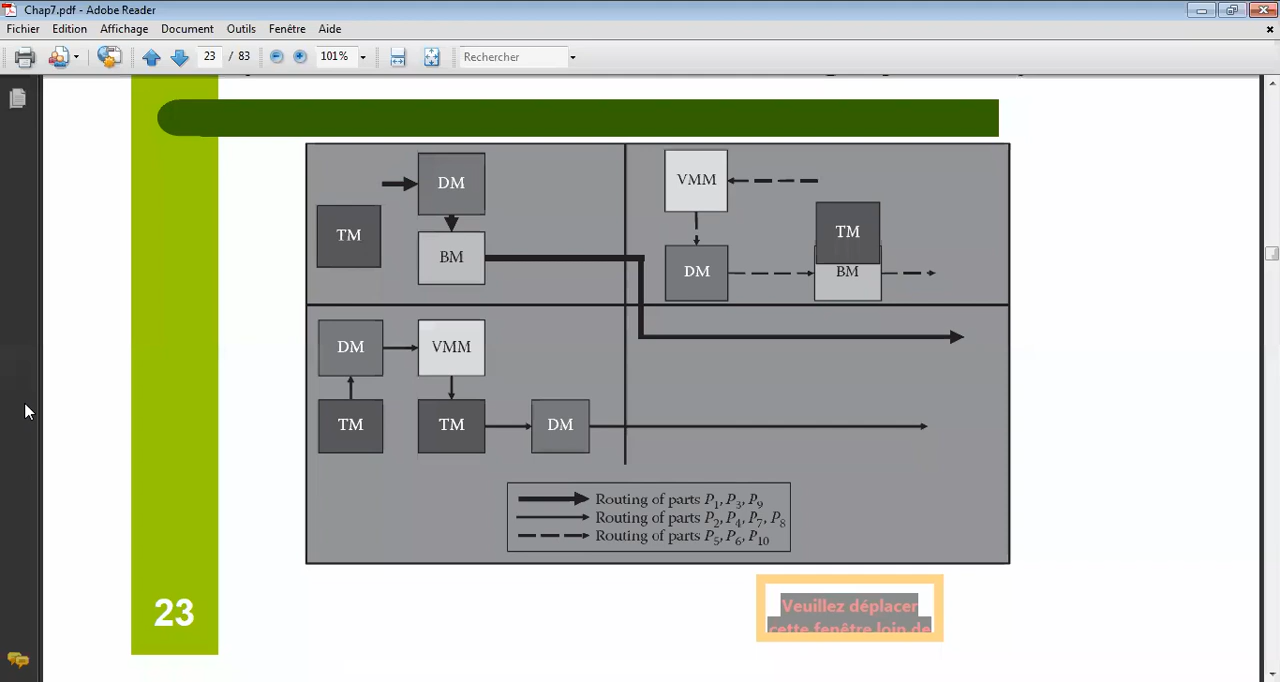 Chap7.pdf - Adobe Reader
Fichier Edition Affichage Document Outils Fenêtre Aide
23 / 83 101% Rechercher
DM
TM
BM
VMM
TM
DM
BM
DM
VMM
TM
TM
DM
Routing of parts P1, P3, P9
Routing of parts P2, P4, P7, P8
Routing of parts P5, P6, P10
23
Veuillez déplacer
cette fenêtre loin de